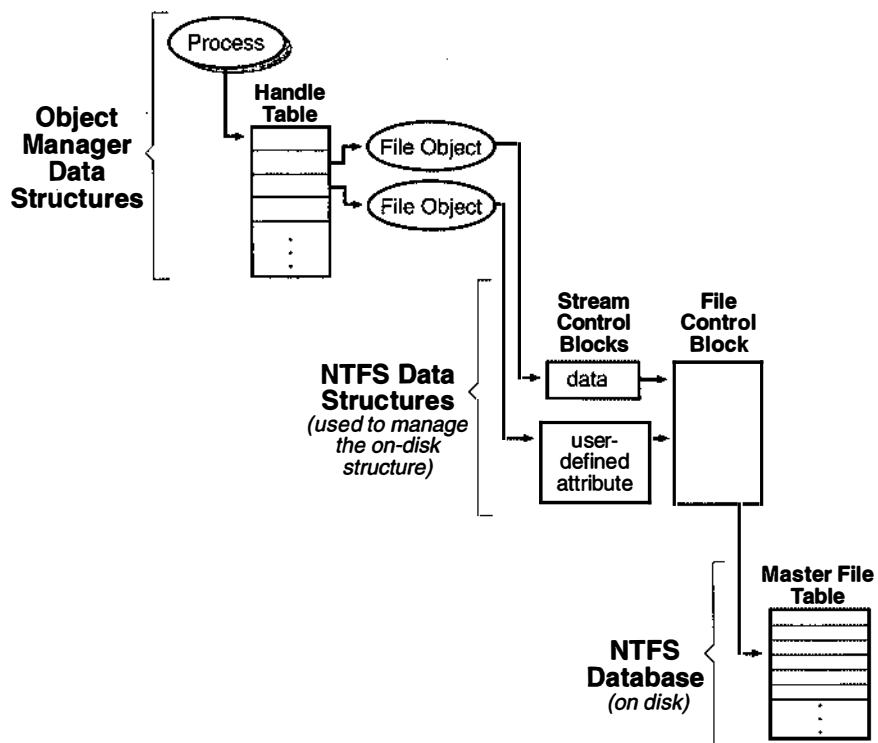 Process
Handle
Table
Object
Manager
Data
Structures
File Object
File Object
Stream
Control
Blocks
File
Control
Block
NTFS Data
Structures
(used to manage
the on-disk
structure)
data
user-
defined
attribute
Master File
Table
NTFS
Database
(on disk)